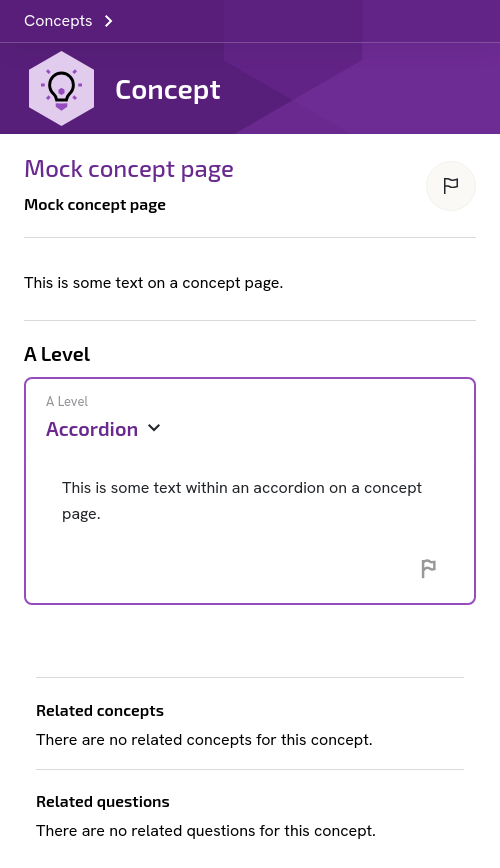 Concepts
Concept
Mock concept page
Mock concept page
This is some text on a concept page.
A Level
A Level
Accordion
This is some text within an accordion on a concept
page.
Related concepts
There are no related concepts for this concept.
Related questions
There are no related questions for this concept.